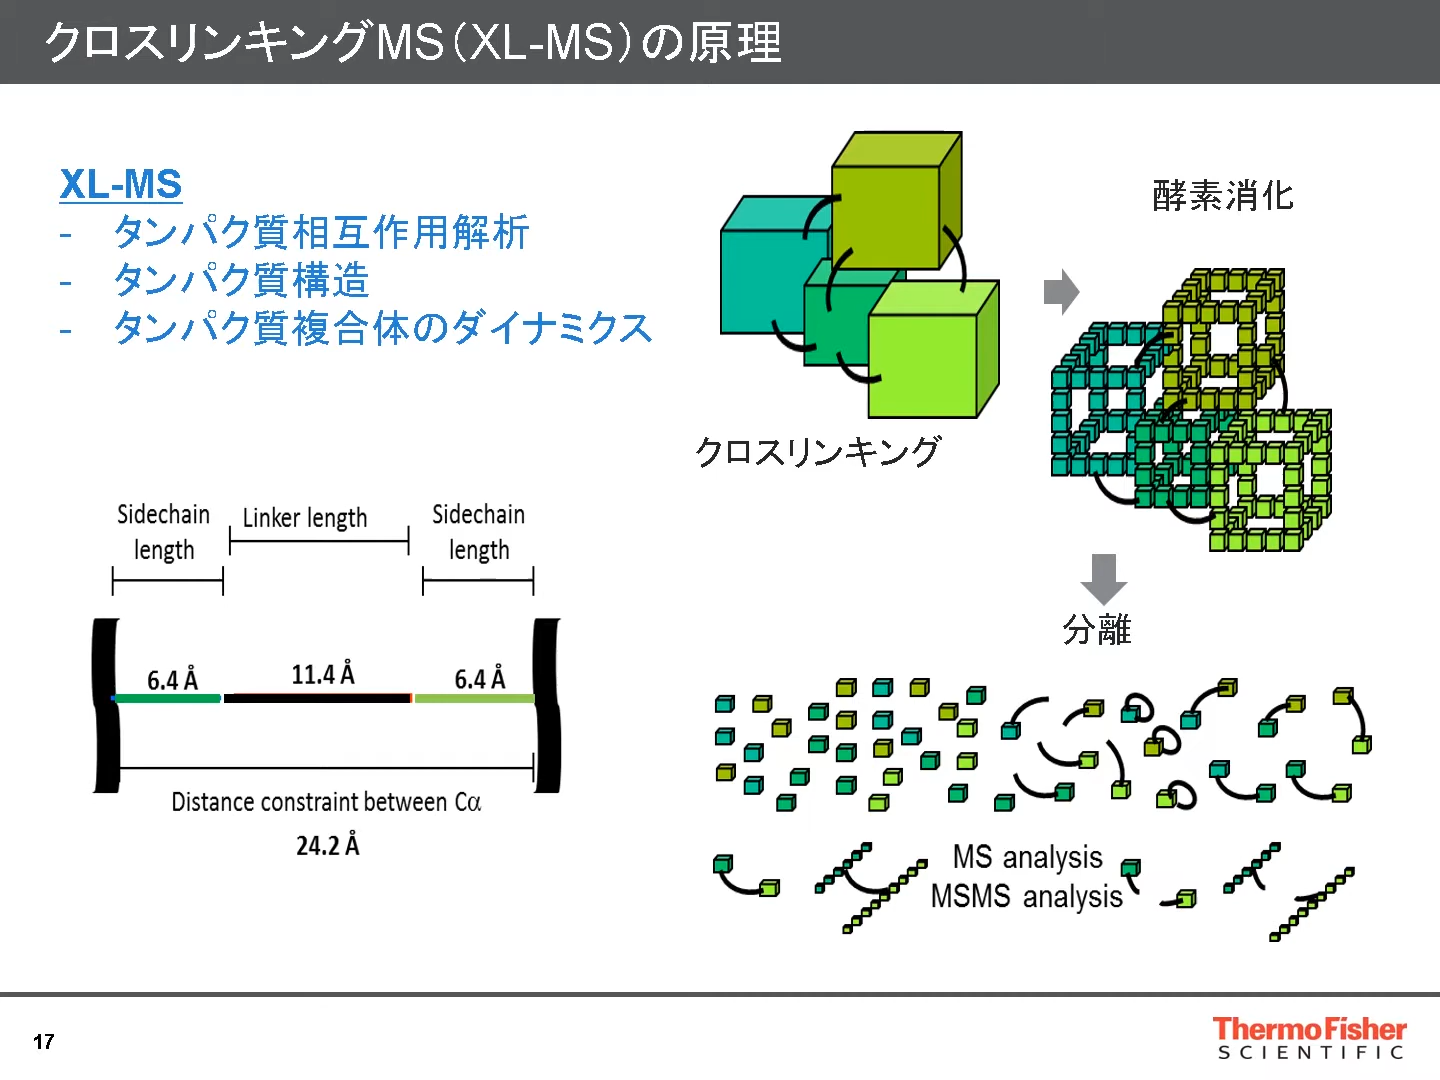 クロスリンキングMS(XL-MS)の原理
XL-MS
- タンパク質相互作用解析
- タンパク質構造
- タンパク質複合体のダイナミクス
酵素消化
クロスリンキング
Sidechain
length
Linker length
Sidechain
length
6.4 Å
11.4 Å
6.4 Å
Distance constraint between Cα
24.2 Å
分離
MS analysis
MSMS analysis
17
ThermoFisher
SCIENTIFIC